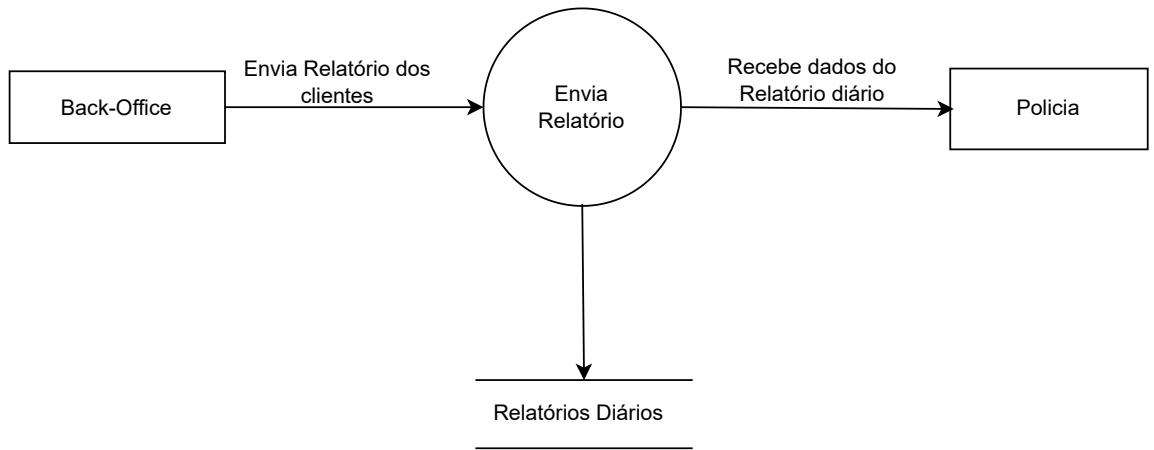 Back-Office
Envia Relatório dos
clientes
Envia
Relatório
Recebe dados do
Relatório diário
Policia
Relatórios Diários